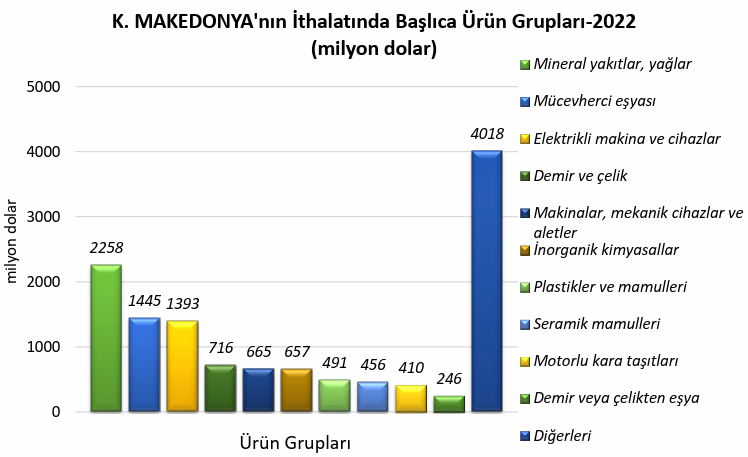 K. MAKEDONYA'nın İthalatında Başlıca Ürün Grupları-2022
(milyon dolar)
milyon dolar
5000
4000
3000
2000
1000
0
2258
1445
1393
716
665
657
491
456
410
246
4018
Ürün Grupları
Mineral yakıtlar, yağlar
Mücevherci eşyası
Elektrikli makina ve cihazlar
Demir ve çelik
Makinalar, mekanik cihazlar ve
aletler
İnorganik kimyasallar
Plastikler ve mamulleri
Seramik mamulleri
Motorlu kara taşıtları
Demir veya çelikten eşya
Diğerleri